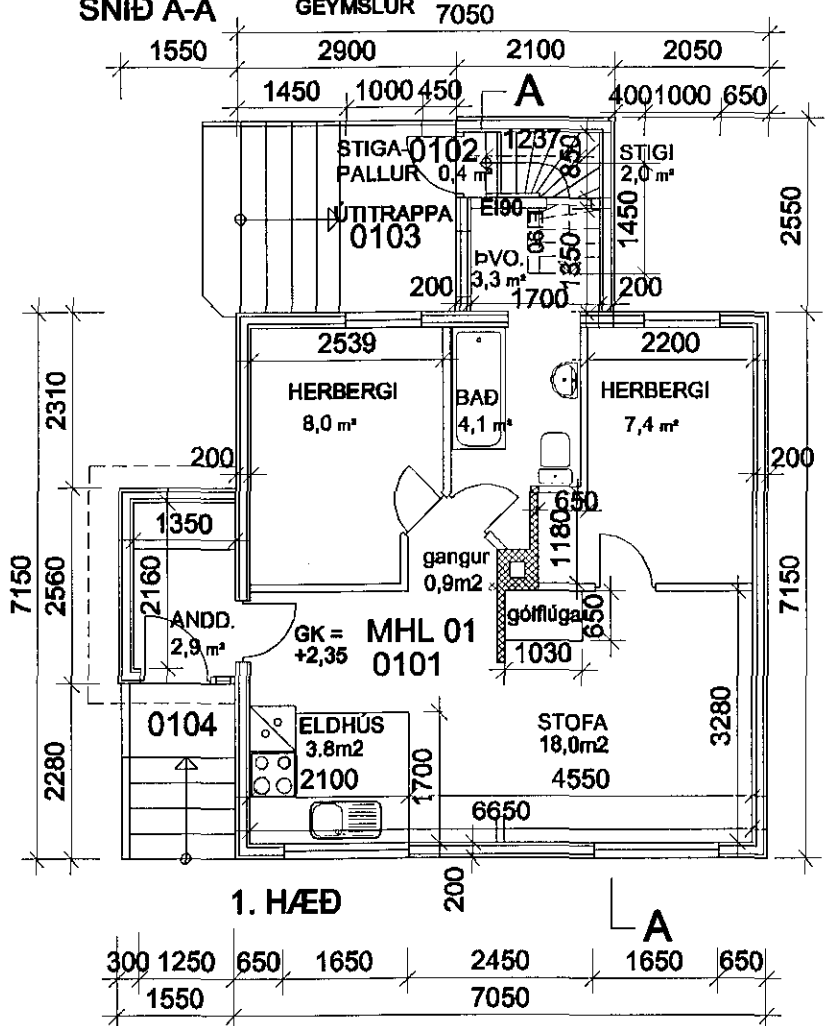 SNIÐ A-A
GEYMSLUR
7050
1550 2900 2100 2050
1450 1000 450 A 400 1000 650
STIGA- 0102 1237 850 STIGI
PALLUR 0,4 m² 2,0 m²
ÚTITRAPPA EI90 EI90 1450 2550
0103
ÞVO. 1850
3,3 m²
200 1700 200
2539 2200
2310 HERBERGI BAÐ HERBERGI
8,0 m² 4,1 m² 7,4 m²
200 200
650
1350 1180
7150 2560 2160 gangur 7150
0,9m2
ANDD. gólflúga 650
2,9 m² GK = MHL 01
+2,35 0101 1030
0104 ELDHÚS STOFA 3280
3.8m2 18,0m2
2280 2100 1700 4550
6650
200
1. HÆÐ
A
300 1250 650 1650 2450 1650 650
1550 7050